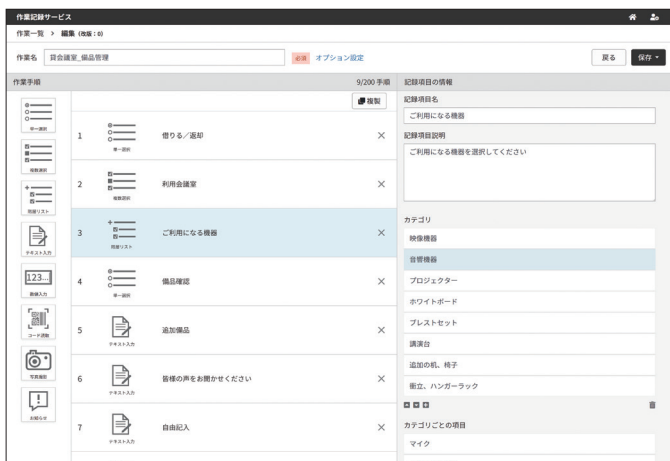 作業記録サービス
作業一覧 > 編集 (改版:0)
作業名 貸会議室_備品管理 必須 オプション設定 戻る 保存
作業手順 9/200 手順
複製
単一選択
複数選択
階層リスト
テキスト入力
123...
数値入力
コード読取
写真撮影
お知らせ
1 単一選択 借りる/返却 ×
2 複数選択 利用会議室 ×
3 階層リスト ご利用になる機器 ×
4 単一選択 備品確認 ×
5 テキスト入力 追加備品 ×
6 テキスト入力 皆様の声をお聞かせください ×
7 テキスト入力 自由記入 ×
記録項目の情報
記録項目名
ご利用になる機器
記録項目説明
ご利用になる機器を選択してください
カテゴリ
映像機器
音響機器
プロジェクター
ホワイトボード
ブレストセット
講演台
追加の机、椅子
衝立、ハンガーラック
カテゴリごとの項目
マイク